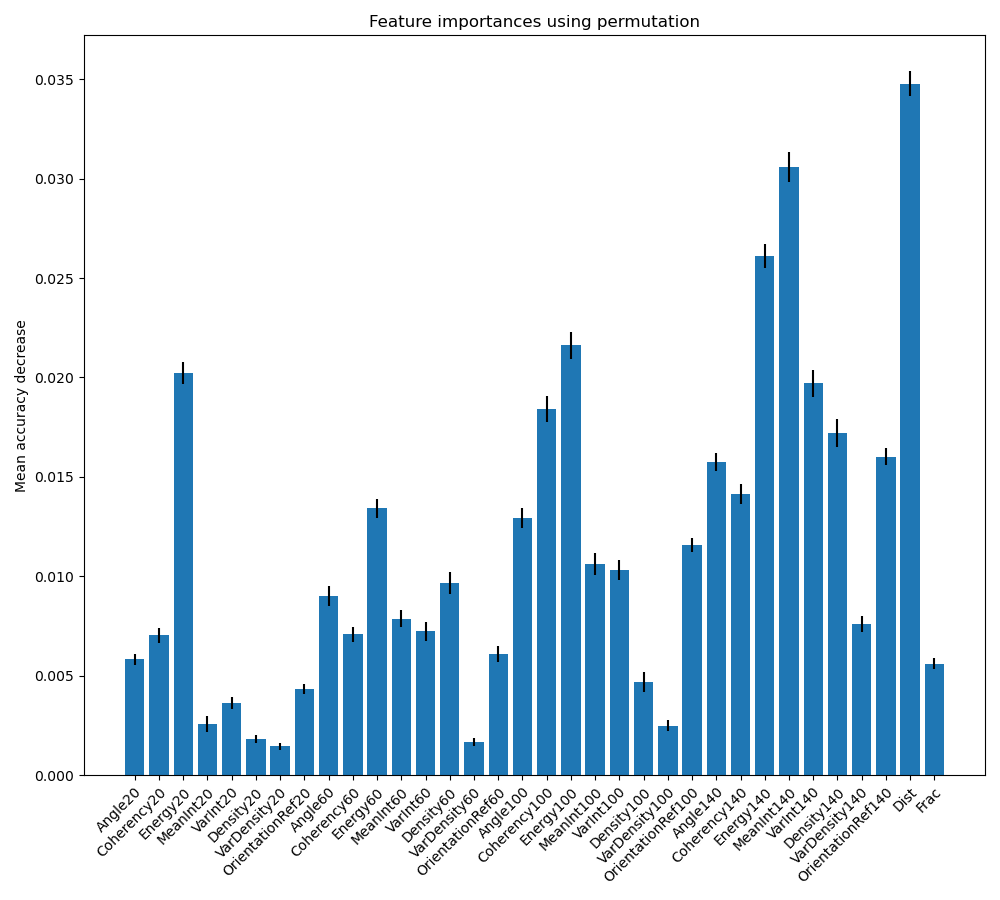 Feature importances using permutation
Mean accuracy decrease
0.035
0.030
0.025
0.020
0.015
0.010
0.005
0.000
Angle20
Coherency20
Energy20
MeanInt20
VarInt20
Density20
VarDensity20
OrientationRef20
Angle60
Coherency60
Energy60
MeanInt60
VarInt60
Density60
VarDensity60
OrientationRef60
Angle100
Coherency100
Energy100
MeanInt100
VarInt100
Density100
VarDensity100
OrientationRef100
Angle140
Coherency140
Energy140
MeanInt140
VarInt140
Density140
VarDensity140
OrientationRef140
Dist
Frac